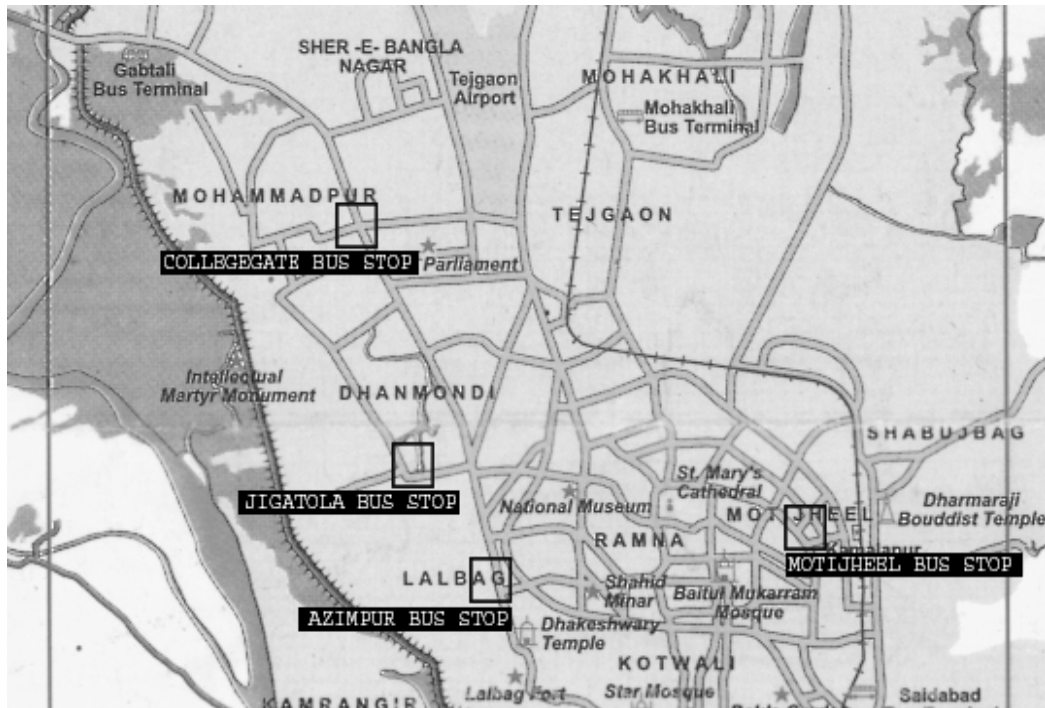 SHER -E- BANGLA
NAGAR
Gabtali
Bus Terminal
Tejgaon
Airport
MOHAKHALI
Mohakhali
Bus Terminal
MOHAMMADPUR
TEJGAON
COLLEGEGATE BUS STOP
Parliament
Intellectual
Martyr Monument
DHANMONDI
SHABUJBAG
St. Mary's
Cathedral
JIGATOLA BUS STOP
National Museum
MOTIJHEEL
Dharmaraji
Bouddist Temple
RAMNA
Kamalapur
MOTIJHEEL BUS STOP
LALBAG
Shahid
Minar
Baitul Mukarram
Mosque
AZIMPUR BUS STOP
Dhakeshwary
Temple
KOTWALI
Lalbag Fort
Star Mosque
Saidabad
KAMRANGIR